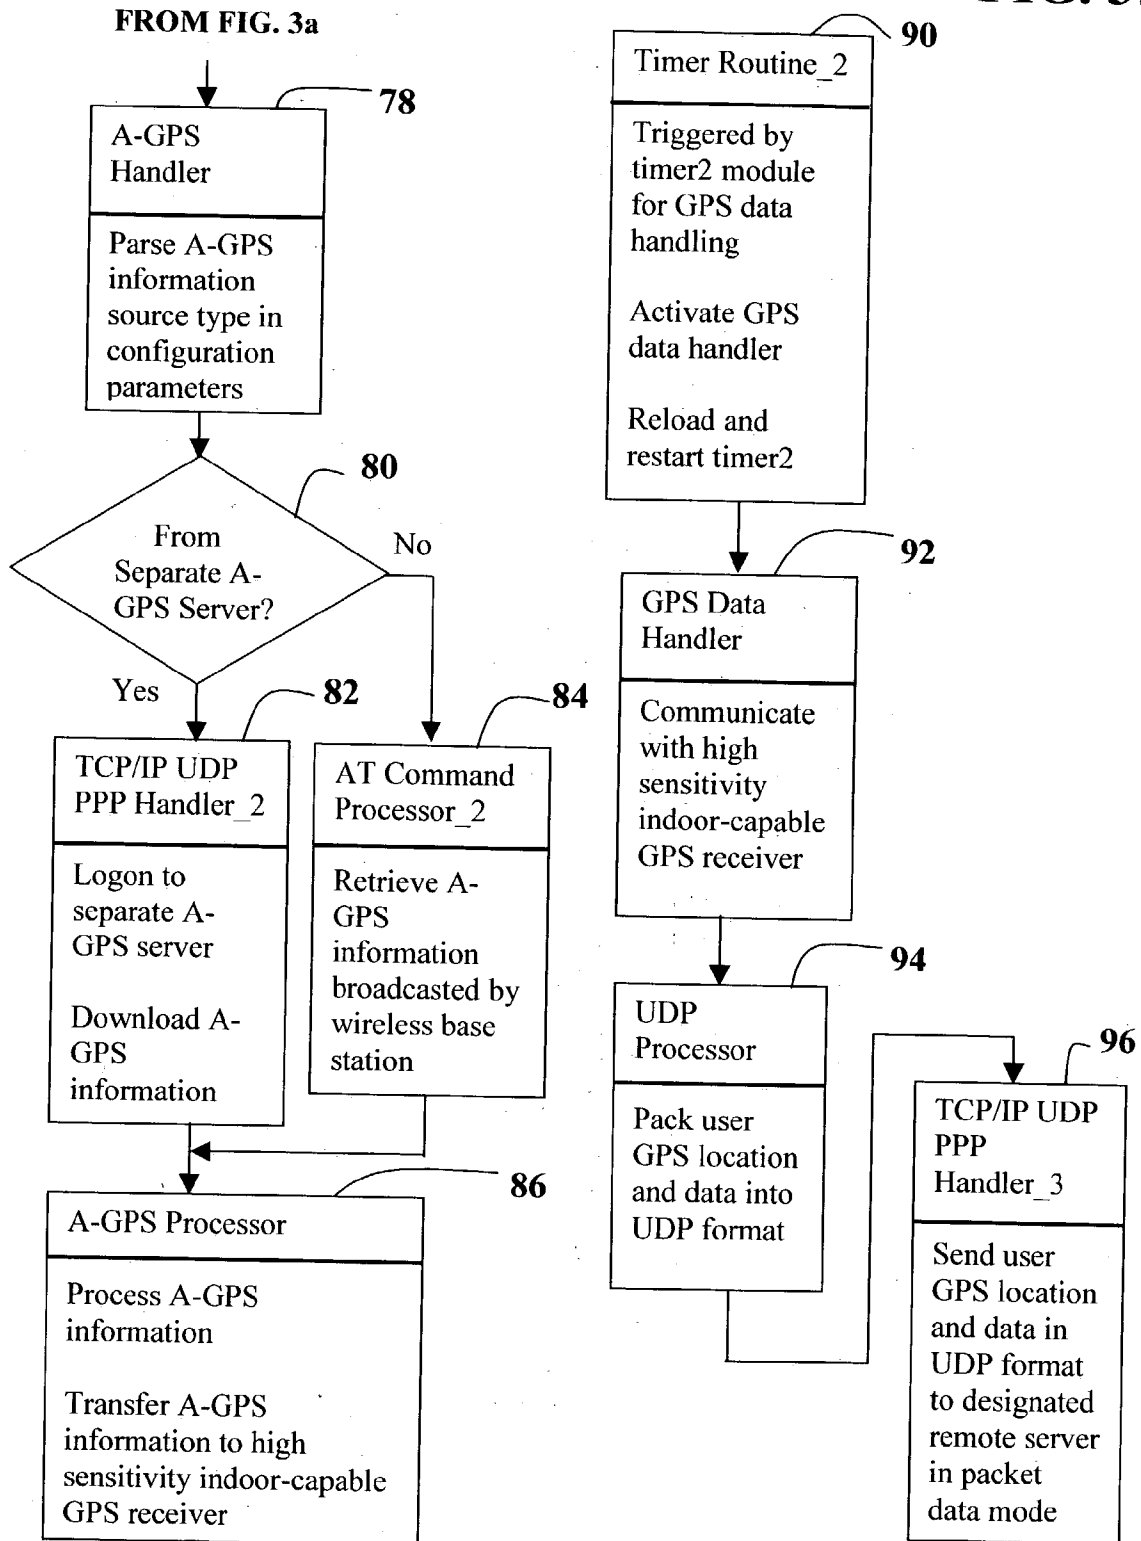 FROM FIG. 3a
78
A-GPS
Handler
Parse A-GPS
information
source type in
configuration
parameters
80
From
Separate A-
GPS Server?
No
Yes
82
TCP/IP UDP
PPP Handler_2
Logon to
separate A-
GPS server
Download A-
GPS
information
84
AT Command
Processor_2
Retrieve A-
GPS
information
broadcasted by
wireless base
station
86
A-GPS Processor
Process A-GPS
information
Transfer A-GPS
information to high
sensitivity indoor-capable
GPS receiver
90
Timer Routine_2
Triggered by
timer2 module
for GPS data
handling
Activate GPS
data handler
Reload and
restart timer2
92
GPS Data
Handler
Communicate
with high
sensitivity
indoor-capable
GPS receiver
94
UDP
Processor
Pack user
GPS location
and data into
UDP format
96
TCP/IP UDP
PPP
Handler_3
Send user
GPS location
and data in
UDP format
to designated
remote server
in packet
data mode